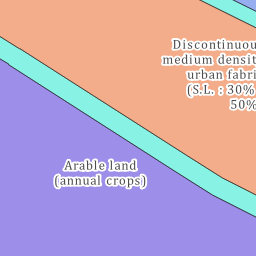 Discontinuou
medium densit
urban fabri
(S.L. : 30%
50%
Arable land
(annual crops)